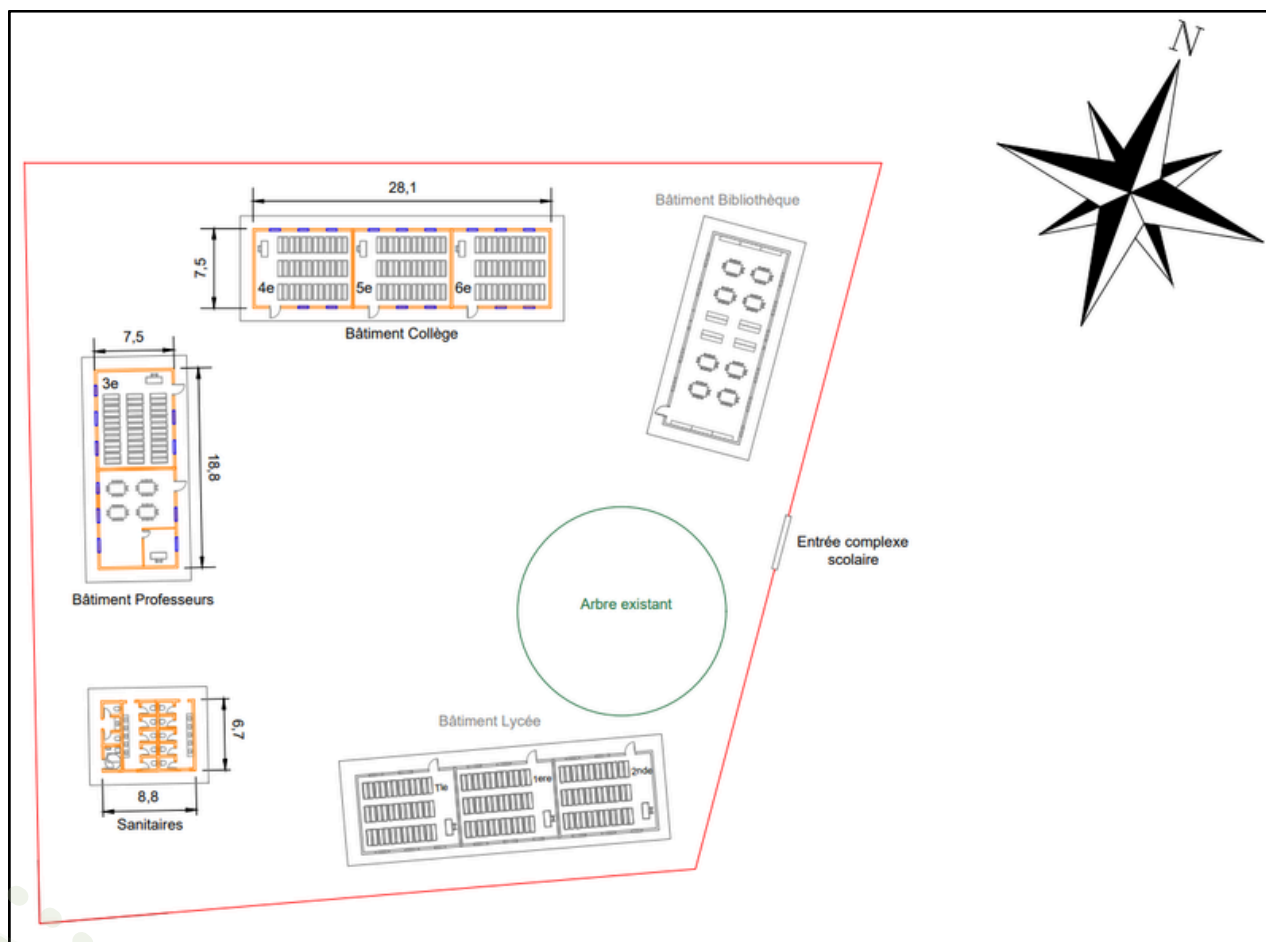 N
28,1
Bâtiment Bibliothèque
7,5
4e
5e
6e
Bâtiment Collège
7,5
3e
18,8
Entrée complexe
scolaire
Arbre existant
Bâtiment Professeurs
6,7
Bâtiment Lycée
Tle
1ere
2nde
8,8
Sanitaires